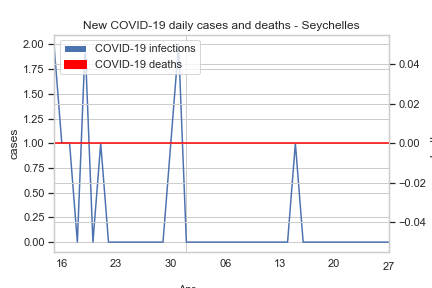 New COVID-19 daily cases and deaths - Seychelles
COVID-19 infections
COVID-19 deaths
cases
2.00
1.75
1.50
1.25
1.00
0.75
0.50
0.25
0.00
0.04
0.02
0.00
−0.02
−0.04
16 23 30 06 13 20 27